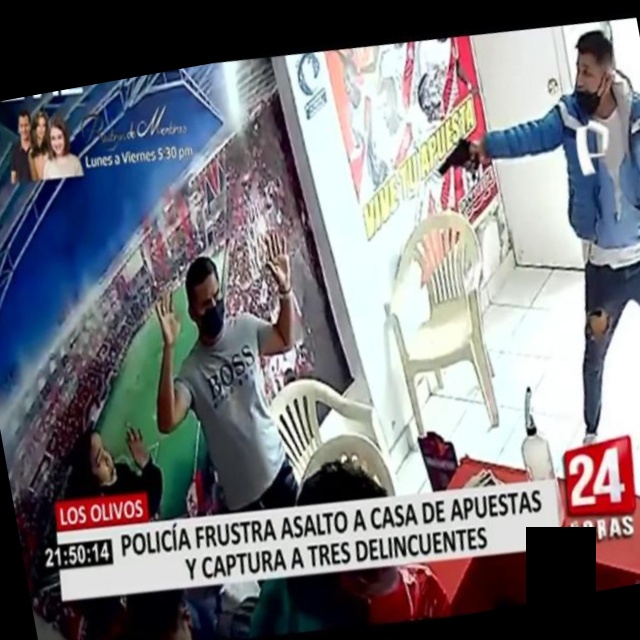 Lunes a Viernes 5:30 pm
VIVE TU APUESTA
BOSS
P
LOS OLIVOS
21:50:14
POLICÍA FRUSTRA ASALTO A CASA DE APUESTAS
Y CAPTURA A TRES DELINCUENTES
24
HORAS